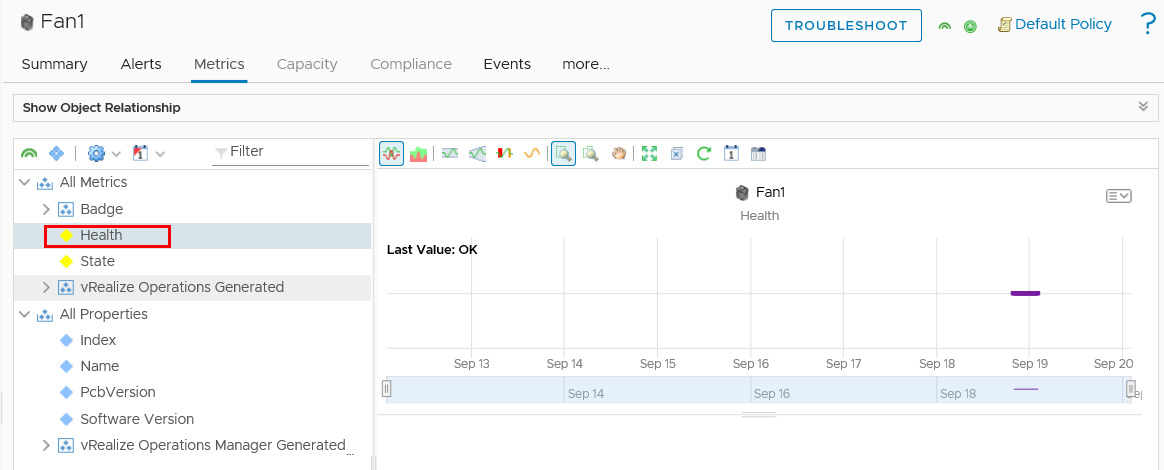 Fan1
TROUBLESHOOT
Default Policy
?
Summary Alerts Metrics Capacity Compliance Events more...
Show Object Relationship
Filter
All Metrics
Badge
Health
State
vRealize Operations Generated
All Properties
Index
Name
PcbVersion
Software Version
vRealize Operations Manager Generated...
Fan1
Health
Last Value: OK
Sep 13 Sep 14 Sep 15 Sep 16 Sep 17 Sep 18 Sep 19 Sep 20
Sep 14 Sep 16 Sep 18